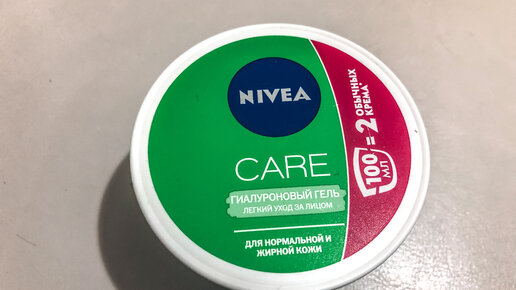 NIVEA
CARE
ГИАЛУРОНОВЫЙ ГЕЛЬ
ЛЕГКИЙ УХОД ЗА ЛИЦОМ
ДЛЯ НОРМАЛЬНОЙ И
ЖИРНОЙ КОЖИ
100
МЛ
= 2 ОБЫЧНЫХ
КРЕМА*